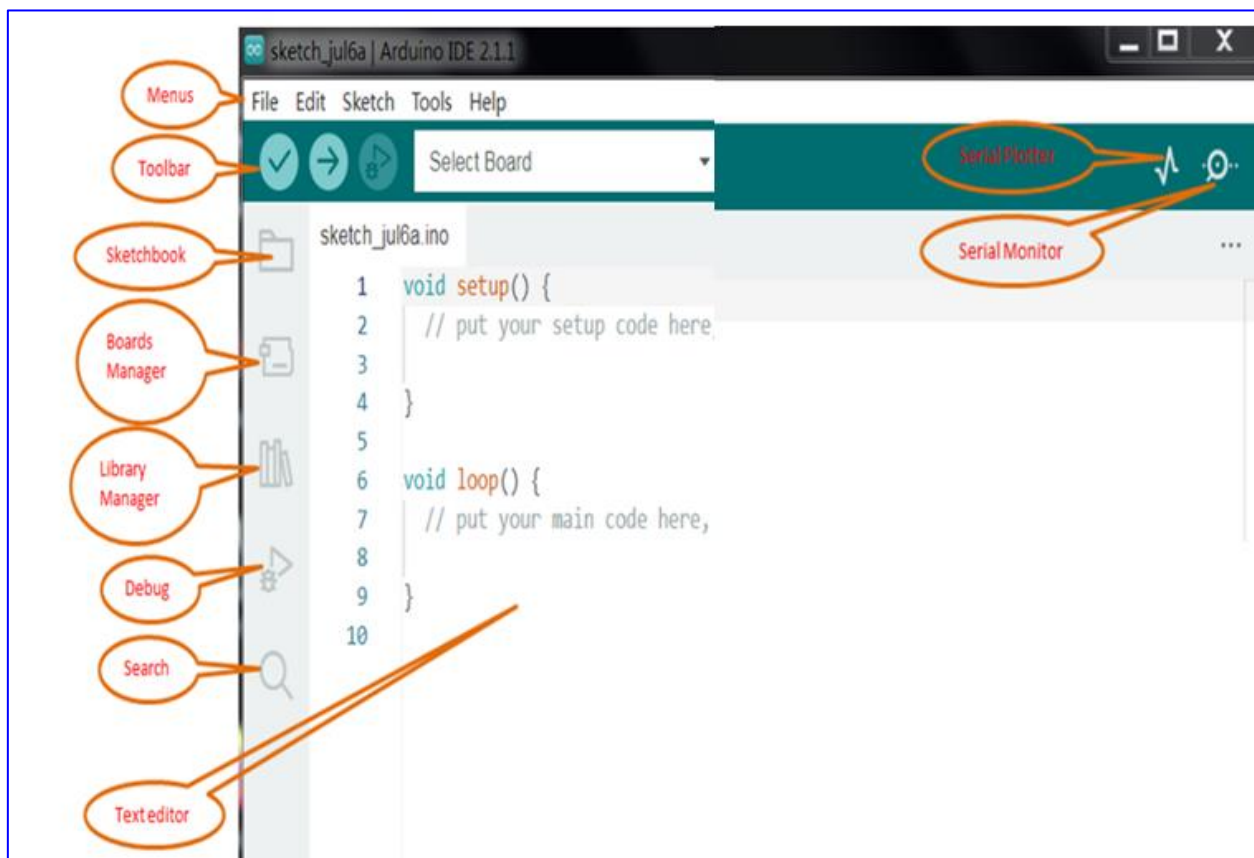 sketch_jul6a | Arduino IDE 2.1.1
Menus
File Edit Sketch Tools Help
Toolbar
Select Board
Serial Plotter
Sketchbook
sketch_jul6a.ino
Serial Monitor
1 void setup() {
2 // put your setup code here,
3
Boards
Manager
4 }
5
6 void loop() {
7 // put your main code here,
8
Library
Manager
9 }
10
Debug
Search
Text editor